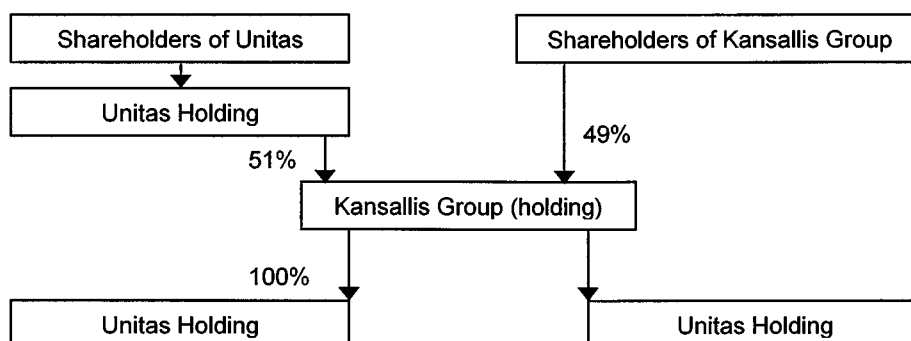 Shareholders of Unitas
Shareholders of Kansallis Group
Unitas Holding
51%
49%
Kansallis Group (holding)
100%
Unitas Holding
Unitas Holding